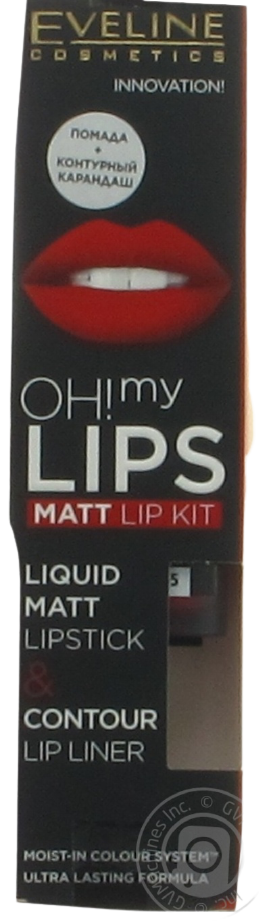 EVELINE
COSMETICS
INNOVATION!
ПОМАДА
+
КОНТУРНЫЙ
КАРАНДАШ
OH! my
LIPS
MATT LIP KIT
LIQUID
MATT
LIPSTICK
5
&
CONTOUR
LIP LINER
MOIST-IN COLOUR SYSTEM™
ULTRA LASTING FORMULA